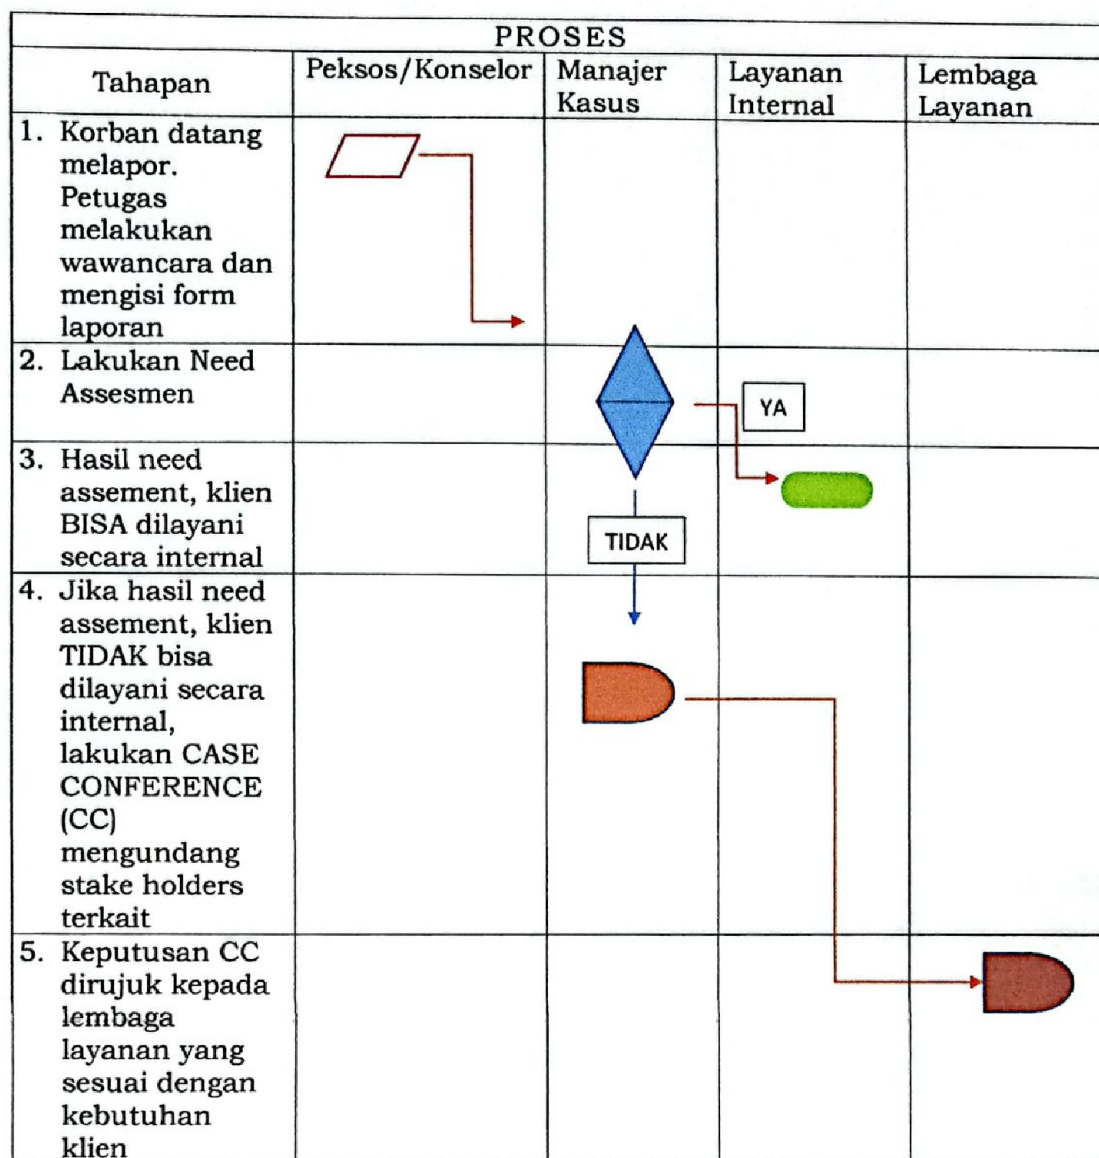 PROSES
Tahapan
Peksos/Konselor
Manajer
Kasus
Layanan
Internal
Lembaga
Layanan
1. Korban datang
melapor.
Petugas
melakukan
wawancara dan
mengisi form
laporan
2. Lakukan Need
Assesmen
YA
3. Hasil need
assement, klien
BISA dilayani
secara internal
TIDAK
4. Jika hasil need
assement, klien
TIDAK bisa
dilayani secara
internal,
lakukan CASE
CONFERENCE
(CC)
mengundang
stake holders
terkait
5. Keputusan CC
dirujuk kepada
lembaga
layanan yang
sesuai dengan
kebutuhan
klien